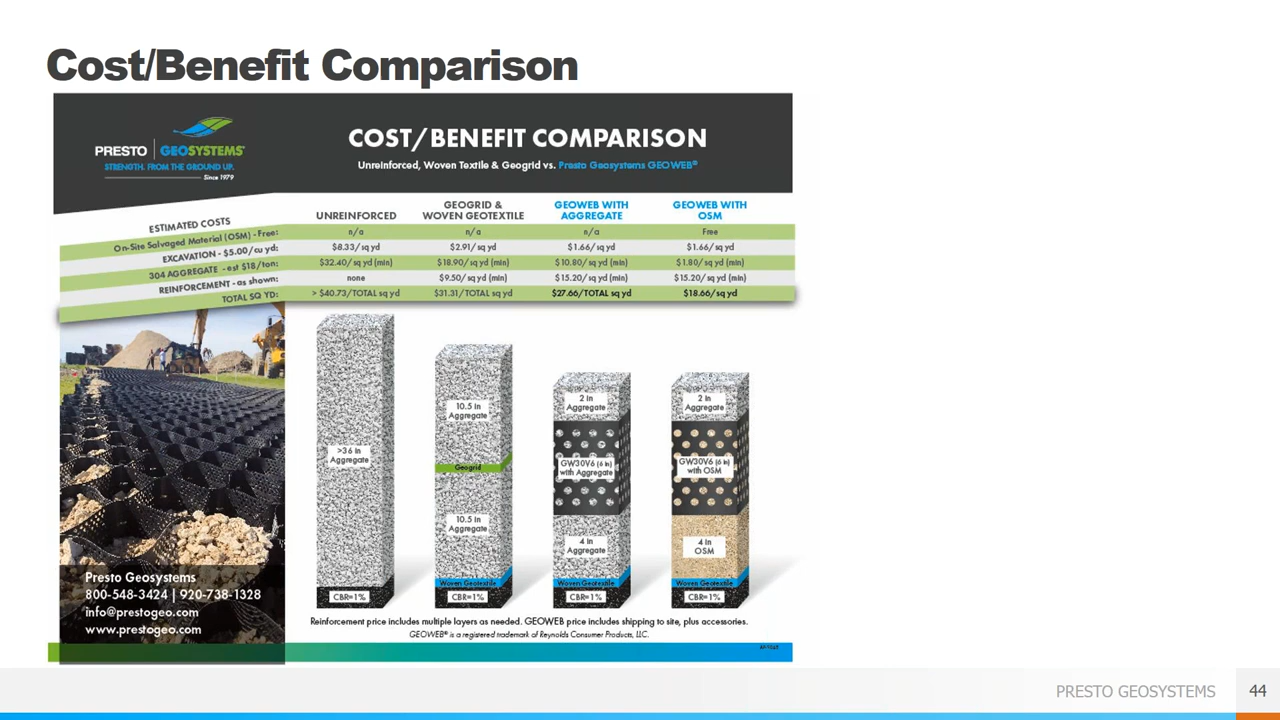 Cost/Benefit Comparison
PRESTO | GEOSYSTEMS®
STRENGTH. FROM THE GROUND UP.
Since 1979
COST/BENEFIT COMPARISON
Unreinforced, Woven Textile & Geogrid vs. Presto Geosystems GEOWEB®
ESTIMATED COSTS
UNREINFORCED
GEOGRID &
WOVEN GEOTEXTILE
GEOWEB WITH
AGGREGATE
GEOWEB WITH
OSM
On-Site Salvaged Material (OSM) - Free: n/a n/a n/a Free
EXCAVATION - $5.00/cu yd: $8.33/sq yd $2.91/sq yd $1.66/sq yd $1.66/sq yd
304 AGGREGATE - est $18/ton: $32.40/sq yd (min) $18.90/sq yd (min) $10.80/sq yd (min) $1.80/sq yd (min)
REINFORCEMENT - as shown: none $9.50/sq yd (min) $15.20/sq yd (min) $15.20/sq yd (min)
TOTAL SQ YD: > $40.73/TOTAL sq yd $31.31/TOTAL sq yd $27.66/TOTAL sq yd $18.66/sq yd
>36 in
Aggregate
CBR=1%
10.5 in
Aggregate
Geogrid
10.5 in
Aggregate
Woven Geotextile
CBR=1%
2 in
Aggregate
GW30V6 (6 in)
with Aggregate
4 in
Aggregate
Woven Geotextile
CBR=1%
2 in
Aggregate
GW30V6 (6 in)
with OSM
4 in
OSM
Woven Geotextile
CBR=1%
Presto Geosystems
800-548-3424 | 920-738-1328
info@prestogeo.com
www.prestogeo.com
Reinforcement price includes multiple layers as needed. GEOWEB price includes shipping to site, plus accessories.
GEOWEB® is a registered trademark of Reynolds Consumer Products, LLC.
PRESTO GEOSYSTEMS
44